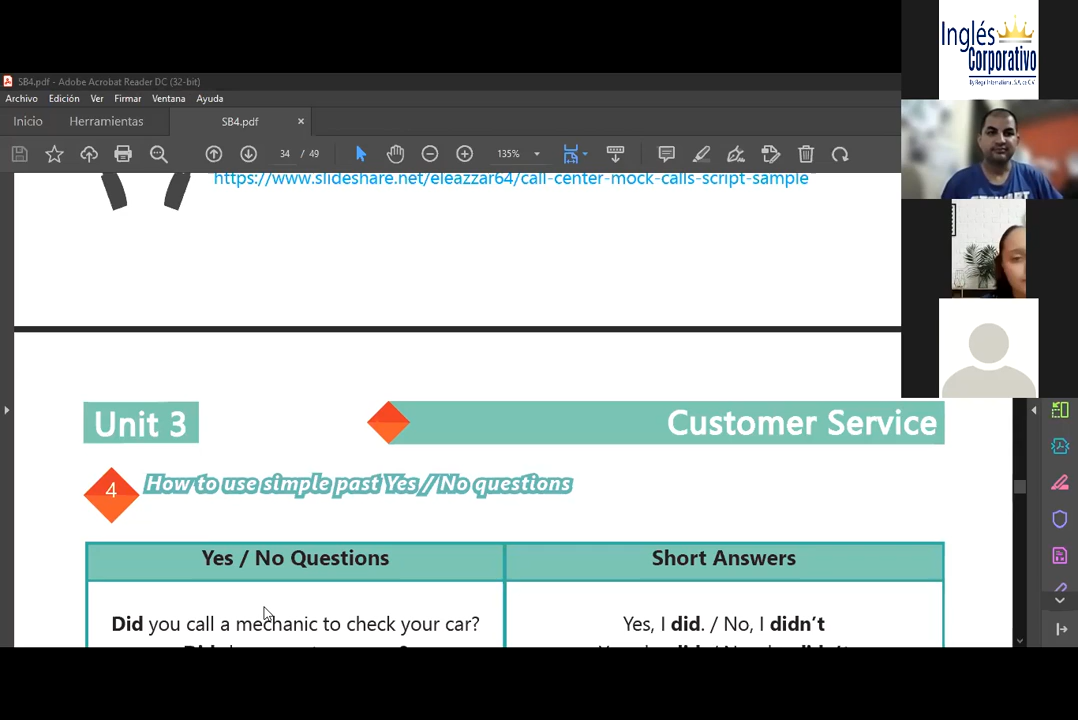 SB4.pdf - Adobe Acrobat Reader DC (32-bit)
Archivo Edición Ver Firmar Ventana Ayuda
Inicio Herramientas SB4.pdf ×
34 / 49 135%
https://www.slideshare.net/eleazzar64/call-center-mock-calls-script-sample
Unit 3 Customer Service
4 How to use simple past Yes / No questions
Yes / No Questions Short Answers
Did you call a mechanic to check your car? Yes, I did. / No, I didn't
Inglés
Corporativo